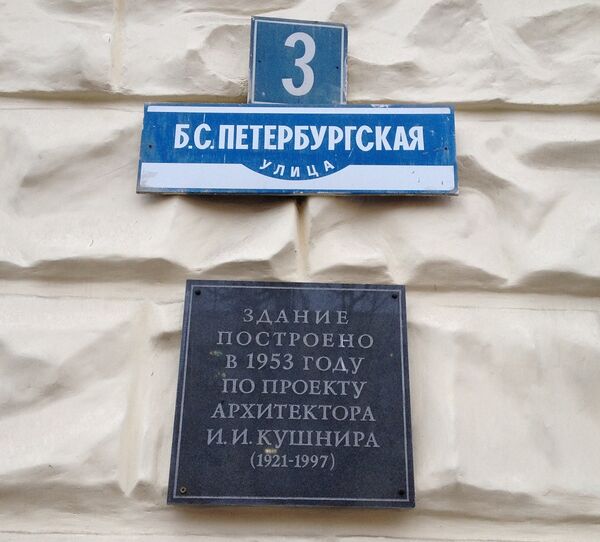 3
Б.С.ПЕТЕРБУРГСКАЯ
УЛИЦА
ЗДАНИЕ
ПОСТРОЕНО
В 1953 ГОДУ
ПО ПРОЕКТУ
АРХИТЕКТОРА
И.И.КУШНИРА
(1921-1997)